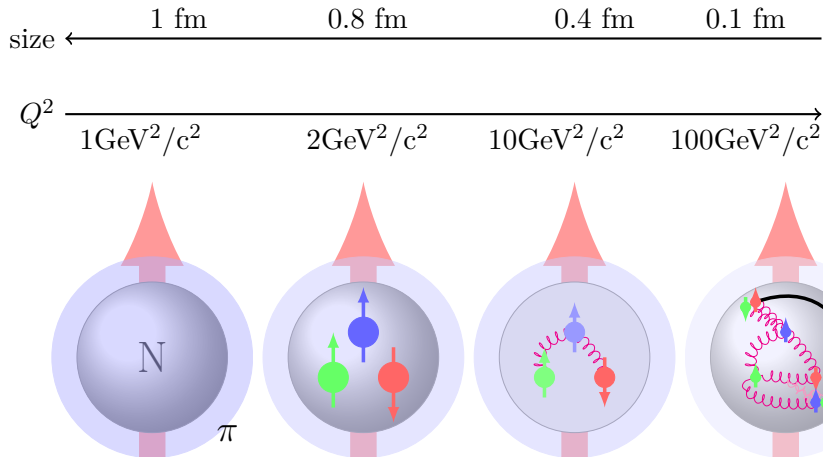 1 fm 0.8 fm 0.4 fm 0.1 fm
size
Q²
1GeV²/c² 2GeV²/c² 10GeV²/c² 100GeV²/c²
N
π